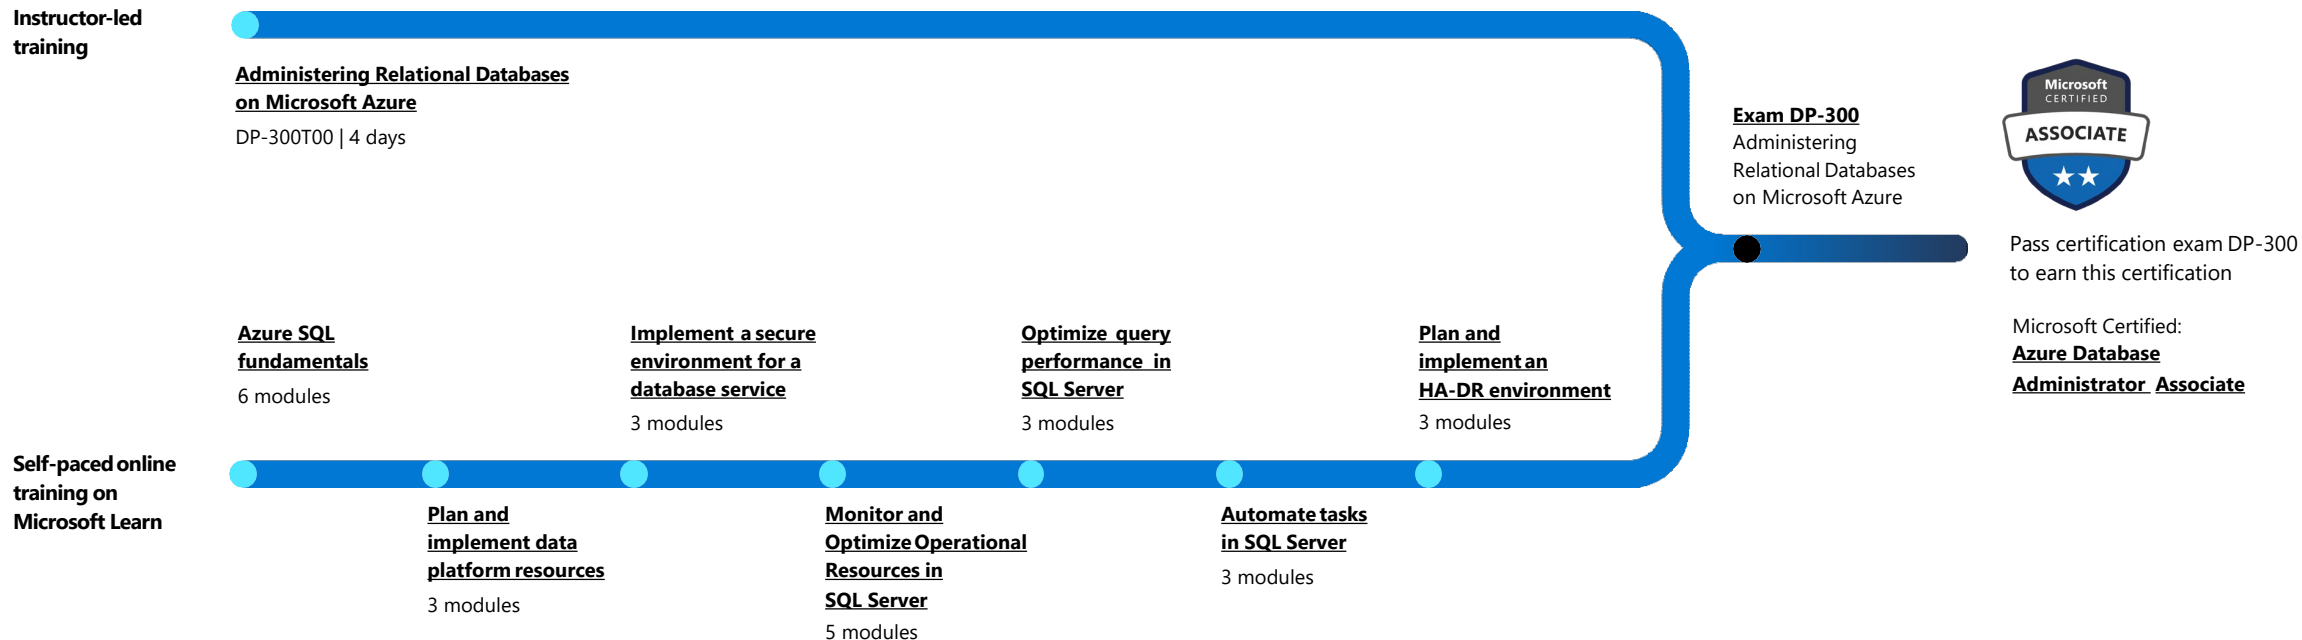 Instructor-led
training
Administering Relational Databases
on Microsoft Azure
DP-300T00 | 4 days
Exam DP-300
Administering
Relational Databases
on Microsoft Azure
Microsoft
CERTIFIED
ASSOCIATE
Pass certification exam DP-300
to earn this certification
Microsoft Certified:
Azure Database
Administrator Associate
Self-paced online
training on
Microsoft Learn
Azure SQL
fundamentals
6 modules
Plan and
implement data
platform resources
3 modules
Implement a secure
environment for a
database service
3 modules
Monitor and
Optimize Operational
Resources in
SQL Server
5 modules
Optimize query
performance in
SQL Server
3 modules
Automate tasks
in SQL Server
3 modules
Plan and
implement an
HA-DR environment
3 modules